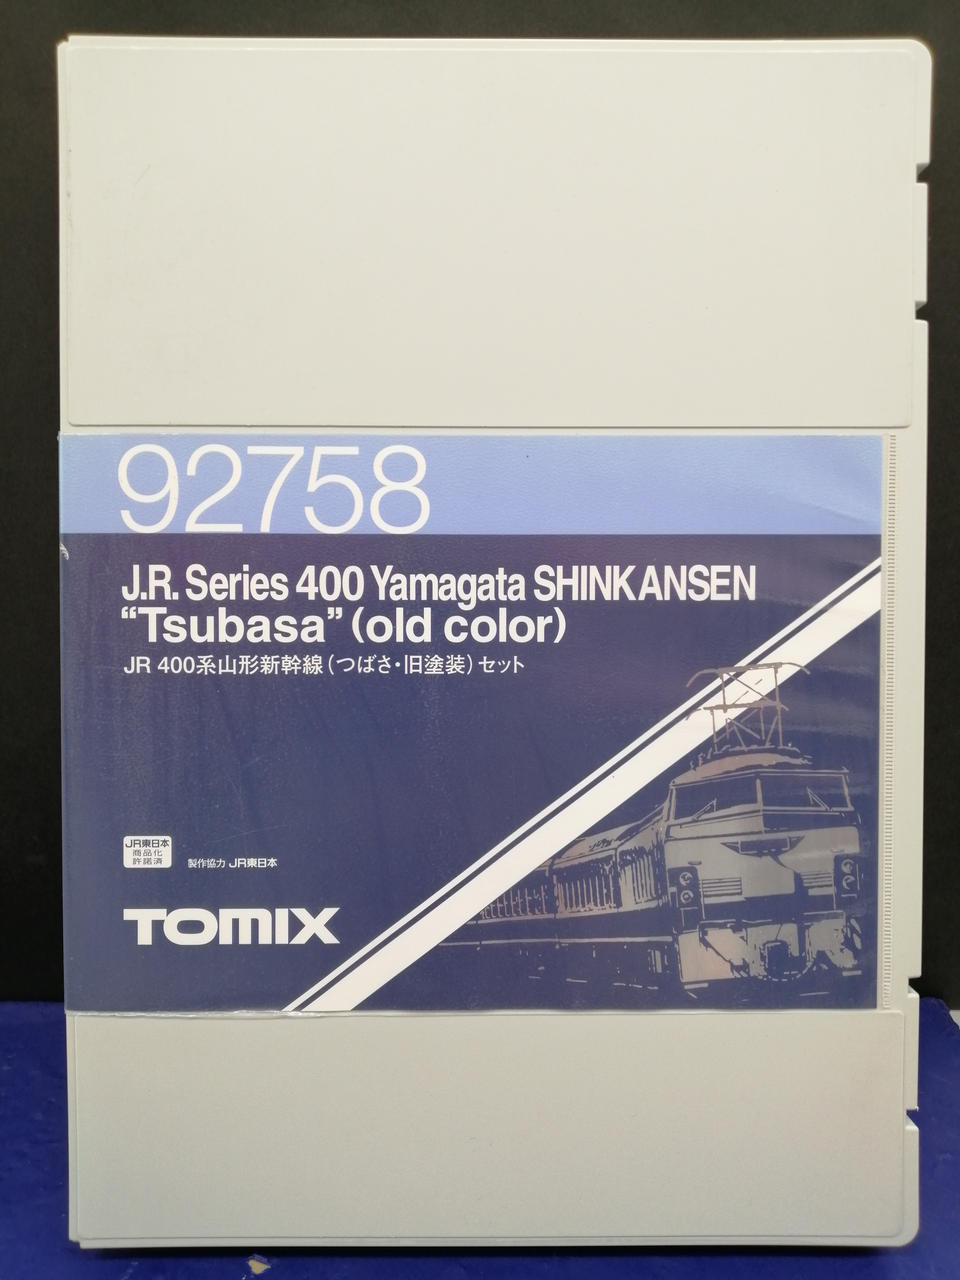 92758
J.R. Series 400 Yamagata SHINKANSEN
“Tsubasa” (old color)
JR 400系山形新幹線(つばさ・旧塗装)セット
JR東日本
商品化
許諾済
製作協力 JR東日本
TOMIX